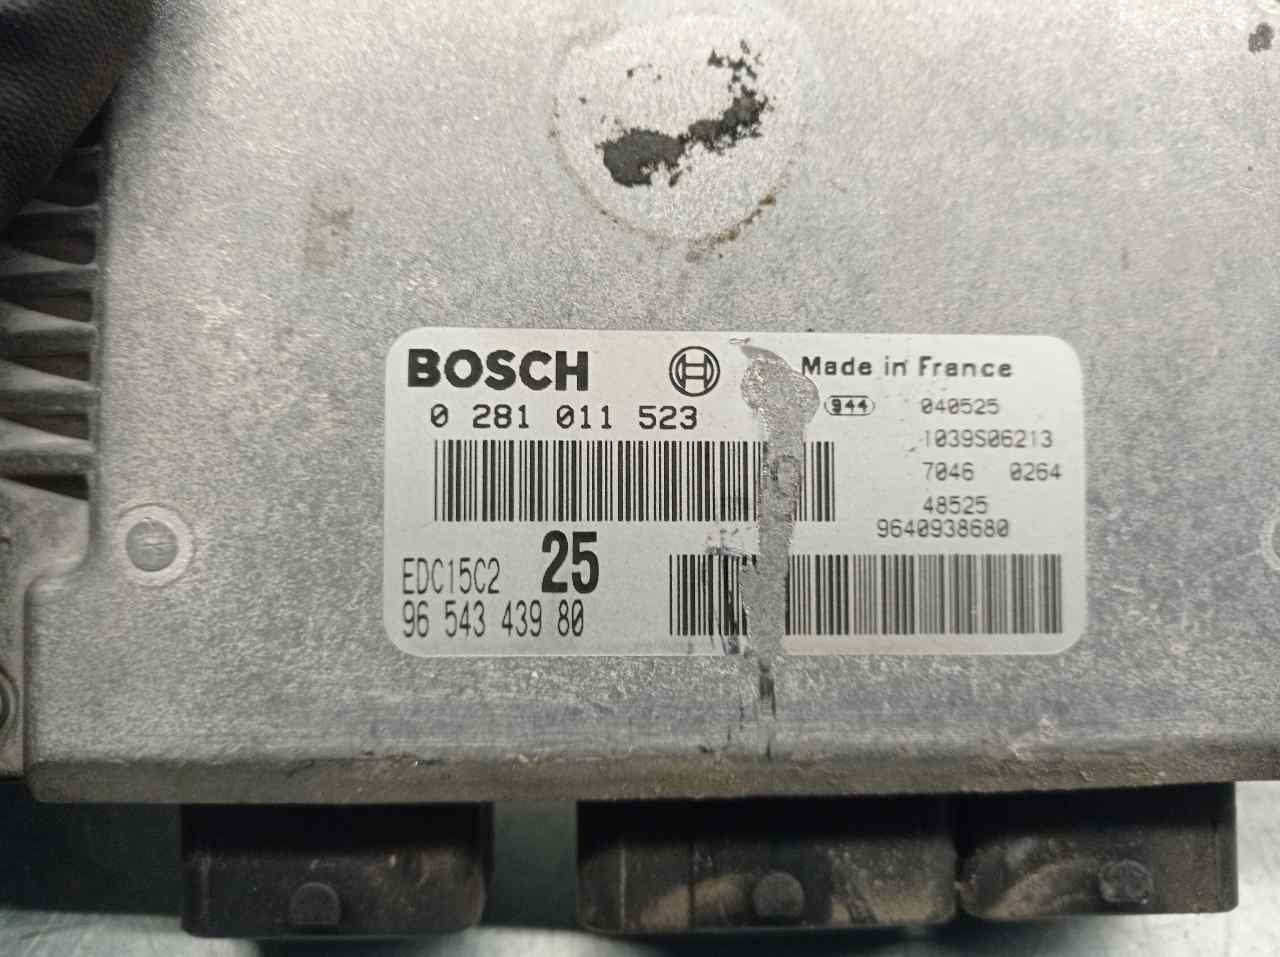 BOSCH
Made in France
0 281 011 523
944 040525
1039S06213
7046 0264
48525
9640938680
EDC15C2 25
96 543 439 80